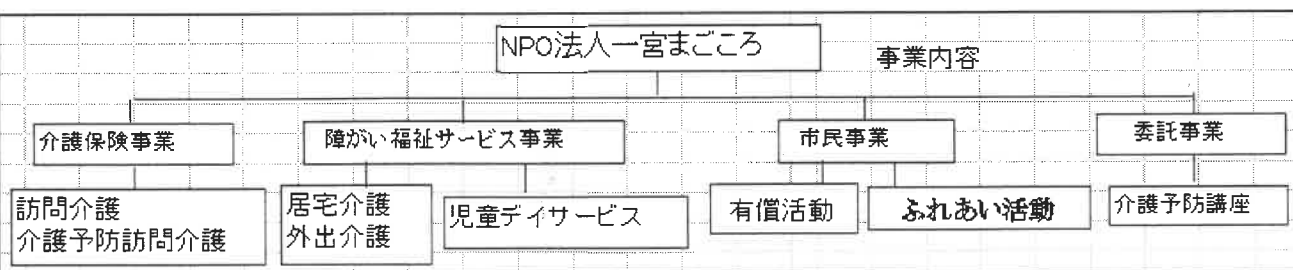 NPO法人一宮まごころ
事業内容
介護保険事業
障がい福祉サービス事業
市民事業
委託事業
訪問介護
介護予防訪問介護
居宅介護
外出介護
児童デイサービス
有償活動
ふれあい活動
介護予防講座